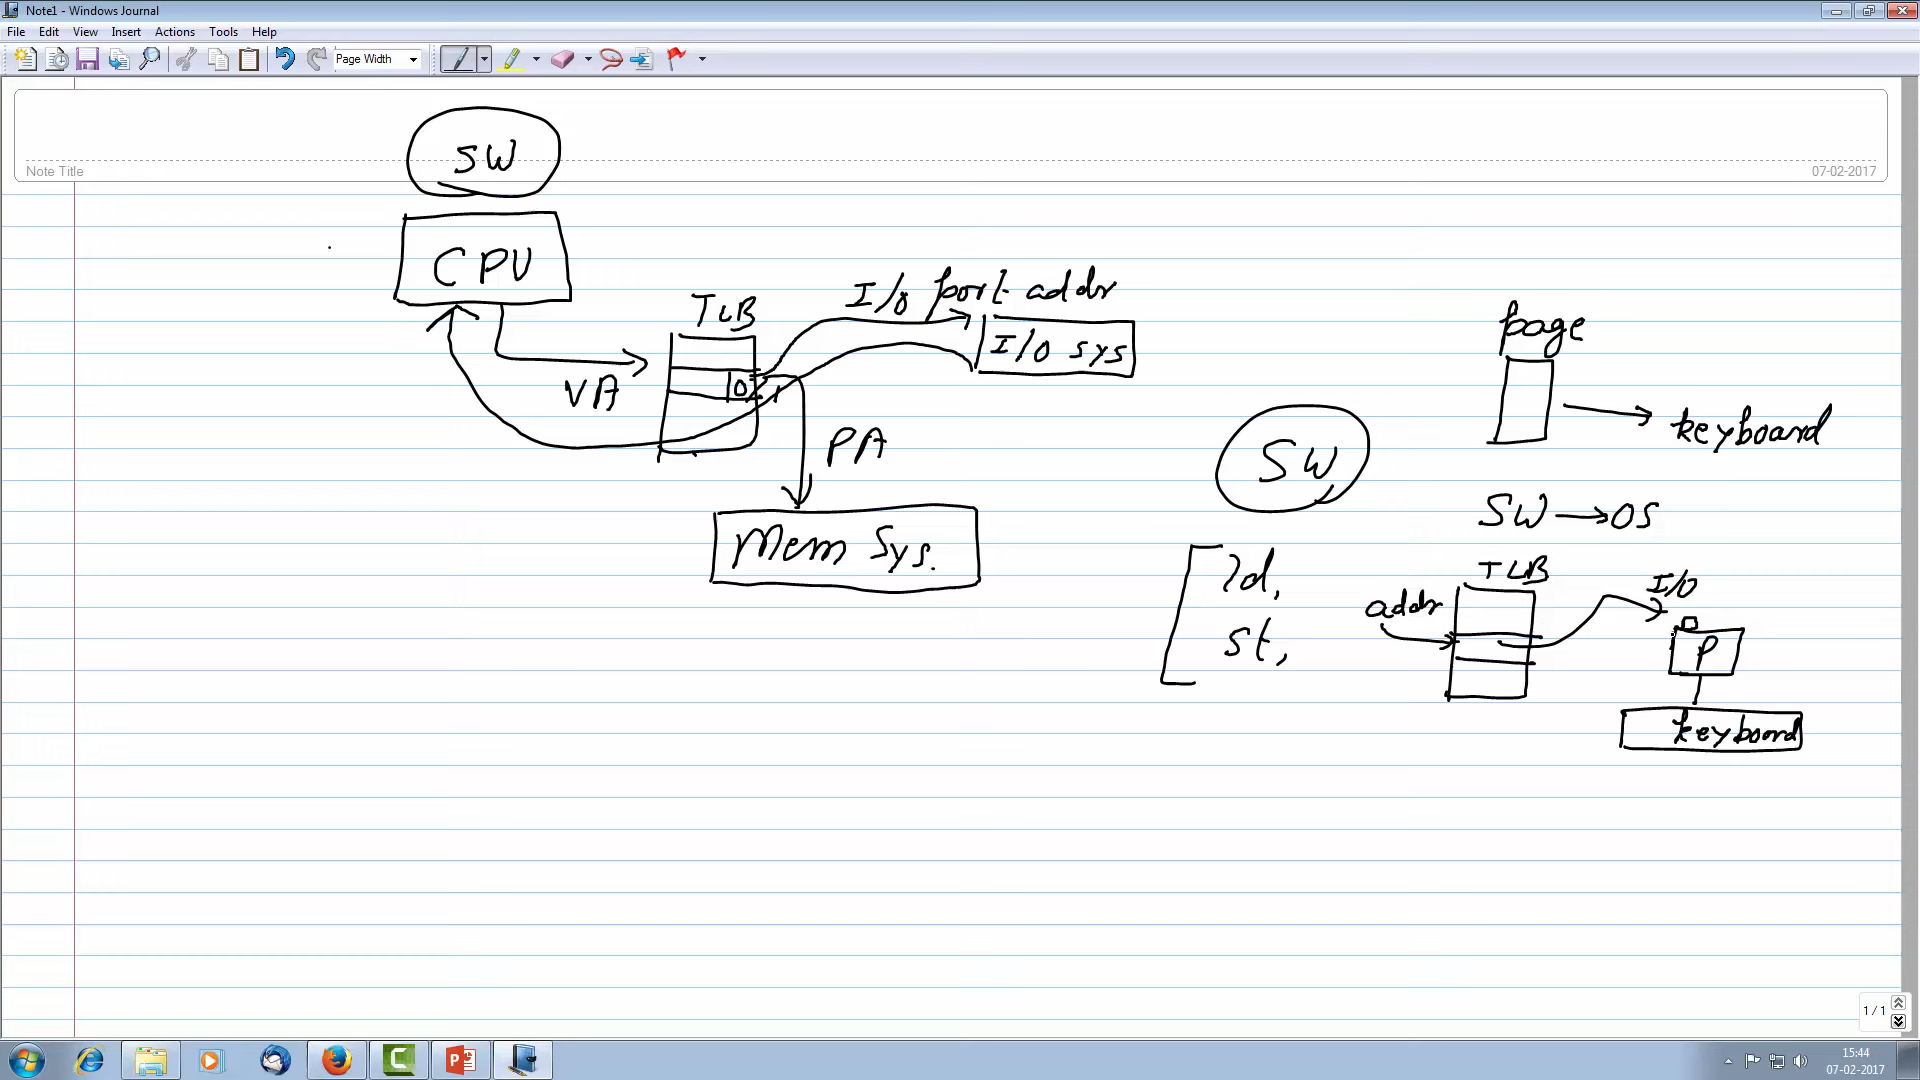 Note1 - Windows Journal
File Edit View Insert Actions Tools Help
Page Width
Note Title
07-02-2017
SW
CPU
VA
TLB
I/O port addr
I/O sys
PA
Mem Sys.
page
keyboard
SW
SW → OS
ld,
st,
addr
TLB
I/O
P
keyboard
1 / 1
15:44
07-02-2017